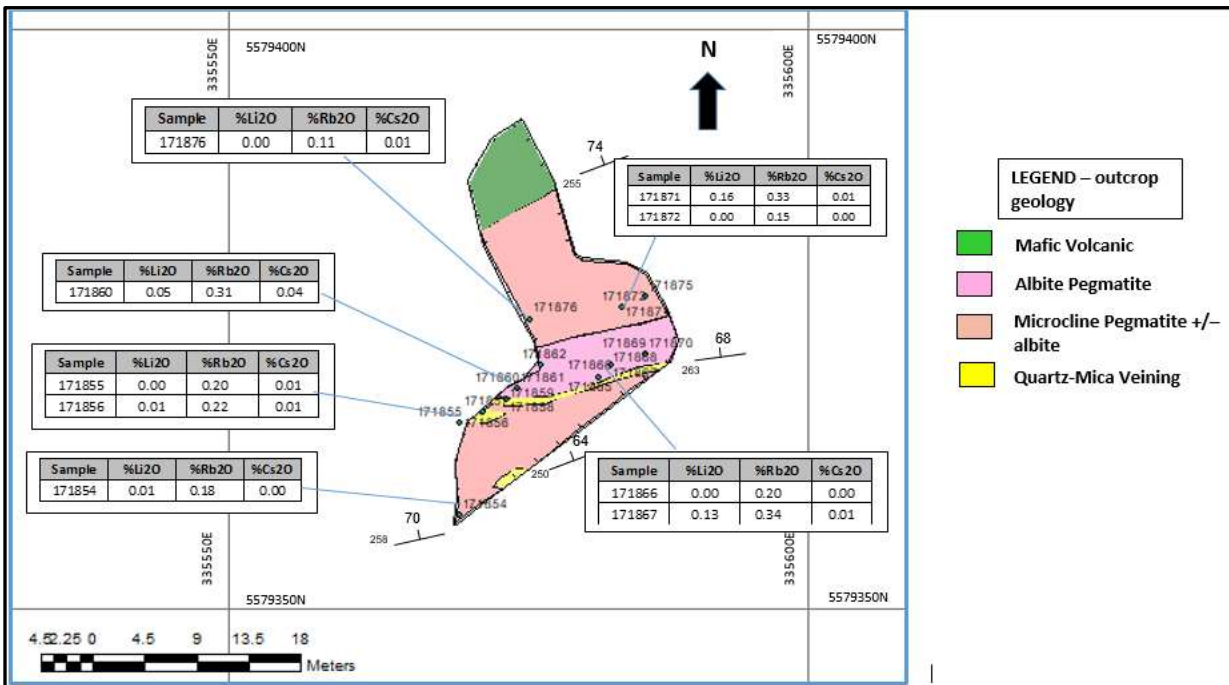 335550E
5579400N
5579400N
335600E
N
Sample %Li2O %Rb2O %Cs2O
171876 0.00 0.11 0.01
74
255
Sample %Li2O %Rb2O %Cs2O
171871 0.16 0.33 0.01
171872 0.00 0.15 0.00
LEGEND – outcrop
geology
Mafic Volcanic
Albite Pegmatite
Microcline Pegmatite +/–
albite
Quartz-Mica Veining
Sample %Li2O %Rb2O %Cs2O
171860 0.05 0.31 0.04
171875
171876
171862
171869
171870
171868
68
263
171860
171861
171859
171858
Sample %Li2O %Rb2O %Cs2O
171855 0.00 0.20 0.01
171856 0.01 0.22 0.01
171855
171856
64
250
Sample %Li2O %Rb2O %Cs2O
171854 0.01 0.18 0.00
171854
70
258
Sample %Li2O %Rb2O %Cs2O
171866 0.00 0.20 0.00
171867 0.13 0.34 0.01
335550E
335600E
5579350N
5579350N
4.52.25 0 4.5 9 13.5 18
Meters